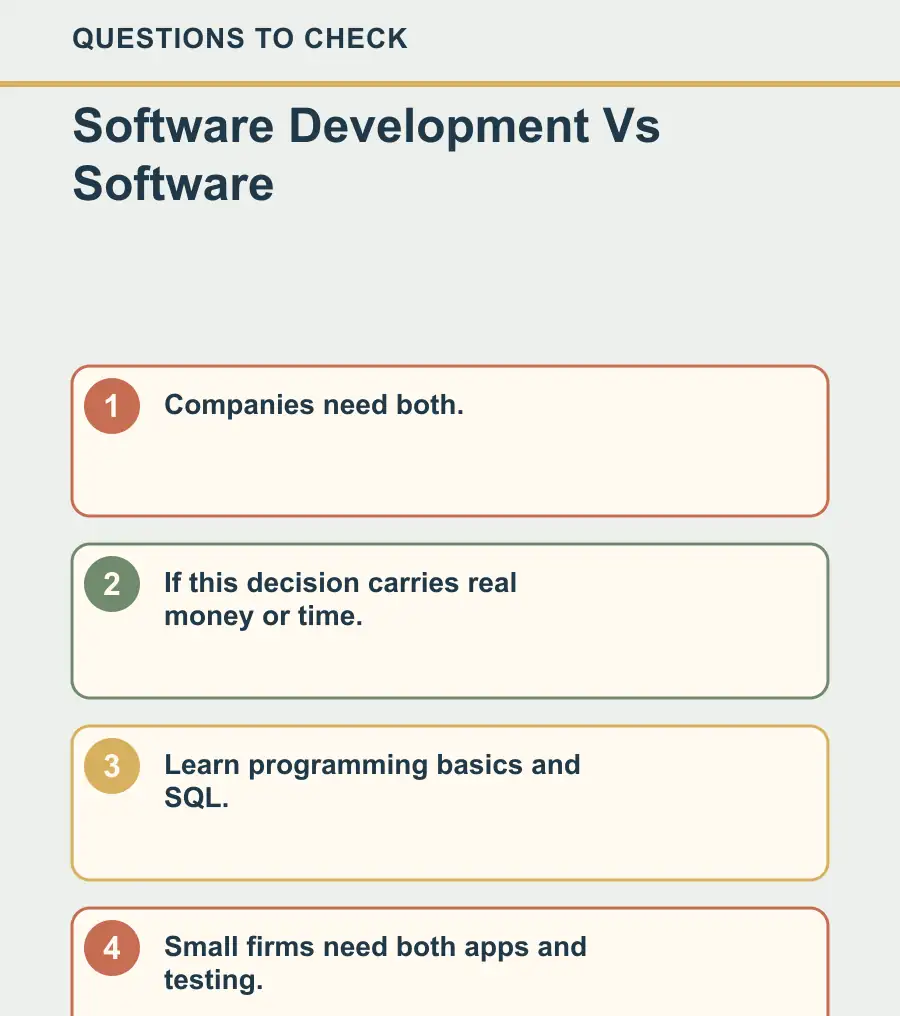 QUESTIONS TO CHECK
Software Development Vs
Software
1
Companies need both.
2
If this decision carries real
money or time.
3
Learn programming basics and
SQL.
4
Small firms need both apps and
testing.